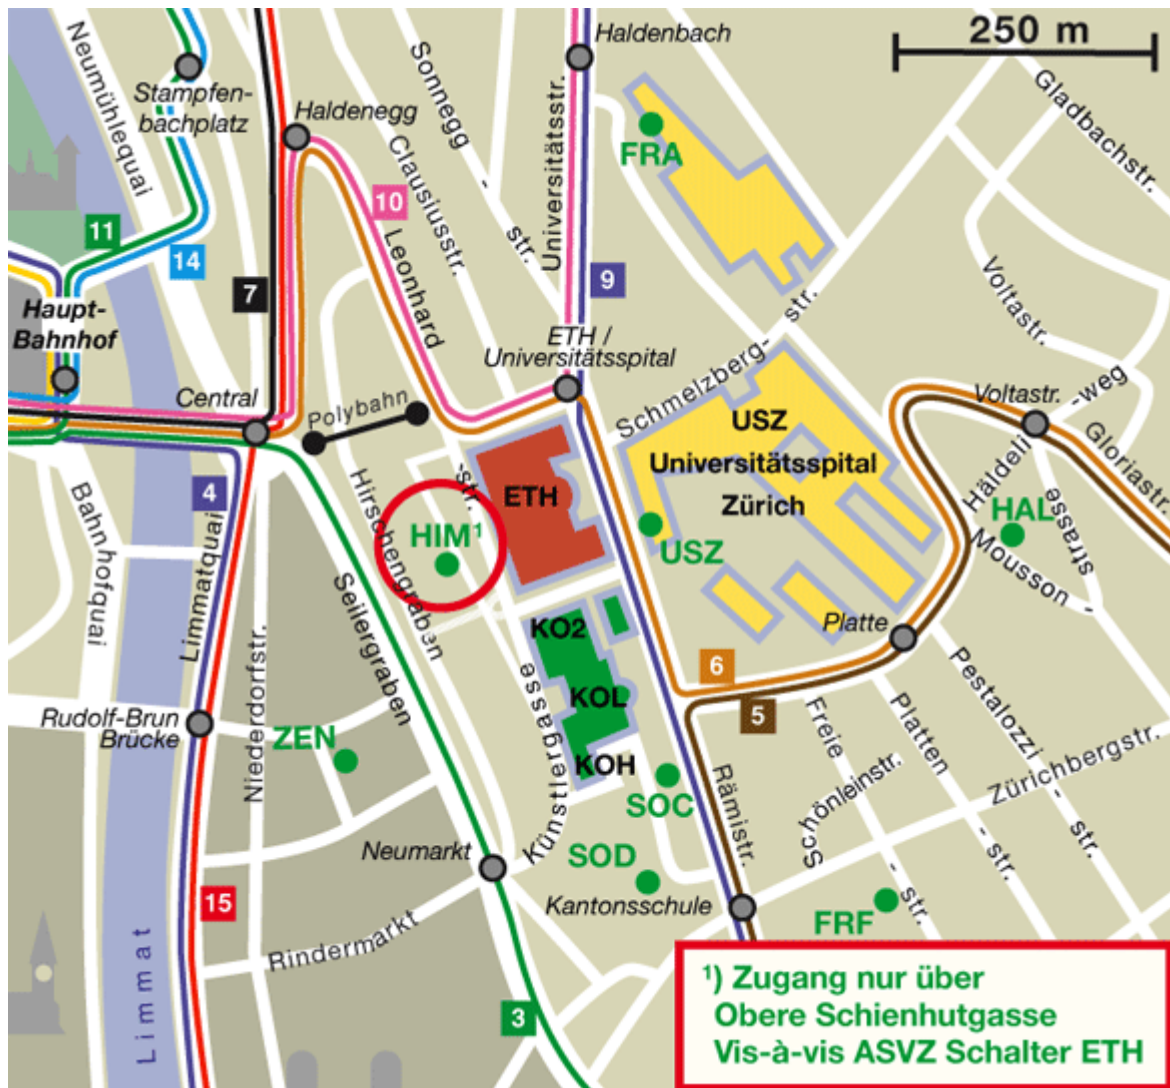 250 m
Haldenbach
Stampfen-
bachplatz
Neumühlequai
Haldenegg
Sonnegg
-
str.
Clausiusstr.
Universitätsstr.
Gladbachstr.
FRA
10
11
14
7
9
Leonhard
-str.
Voltastr.
Haupt-
Bahnhof
ETH /
Universitätsspital
Schmelzberg-
str.
Central
Polybahn
USZ
Universitätsspital
Zürich
Voltastr.
Häldeli
-weg
Gloriastr.
4
Bahnhofquai
Limmatquai
Hirschengraben
HIM¹
ETH
USZ
HAL
Mousson
-
strasse
Seilergraben
Niederdorfstr.
KO2
KOL
KOH
Platte
6
5
Rudolf-Brun
Brücke
ZEN
Künstlergasse
SOC
Rämistr.
Freie
-
str.
Platten
-
str.
Pestalozzi
-
str.
Schönleinstr.
Zürichbergstr.
Neumarkt
SOD
Kantonsschule
FRF
15
Rindermarkt
Limmat
3
¹) Zugang nur über
Obere Schienhutgasse
Vis-à-vis ASVZ Schalter ETH